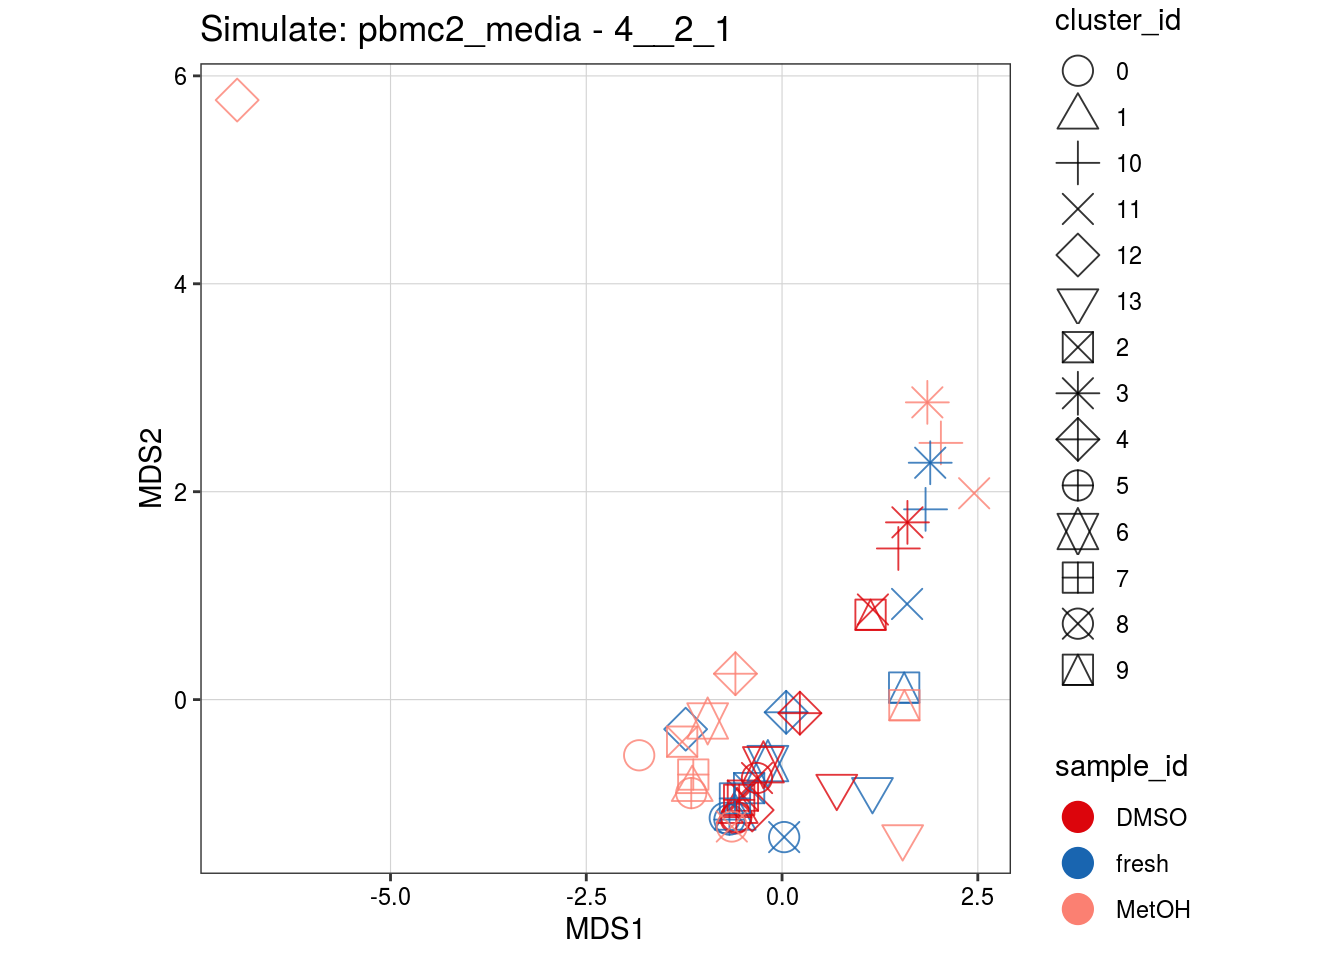 Simulate: pbmc2_media - 4__2_1
6
4
2
0
MDS2
-5.0
-2.5
0.0
2.5
MDS1
cluster_id
0
1
10
11
12
13
2
3
4
5
6
7
8
9
sample_id
DMSO
fresh
MetOH